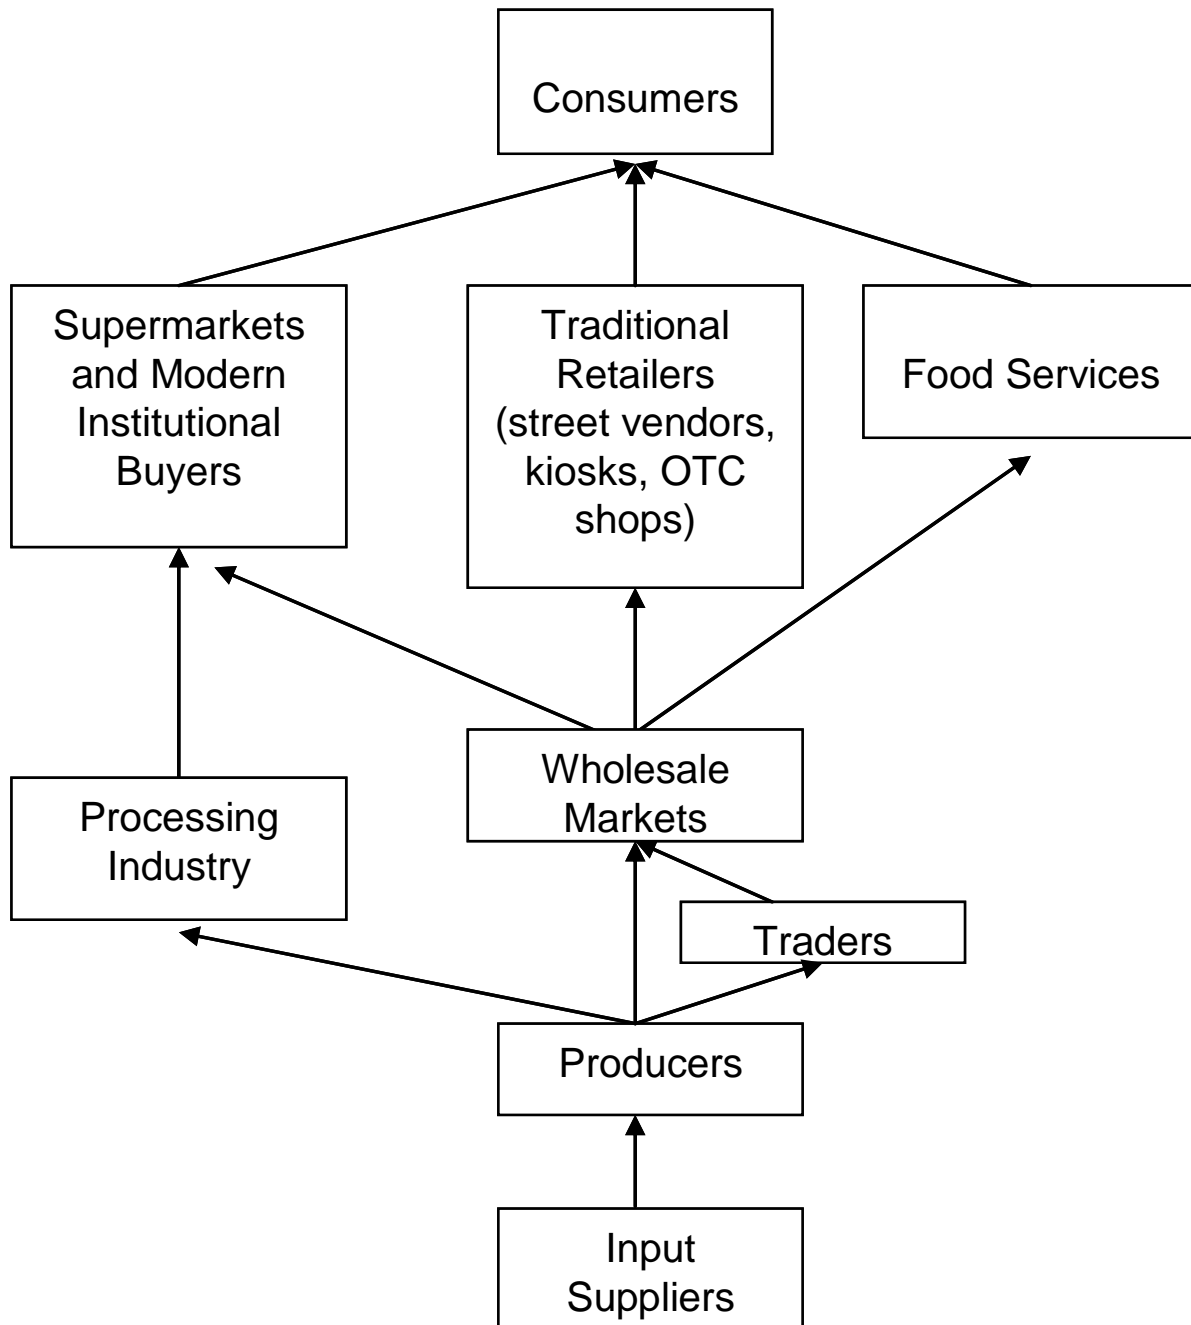 Consumers
Supermarkets
and Modern
Institutional
Buyers
Traditional
Retailers
(street vendors,
kiosks, OTC
shops)
Food Services
Wholesale
Markets
Processing
Industry
Traders
Producers
Input
Suppliers